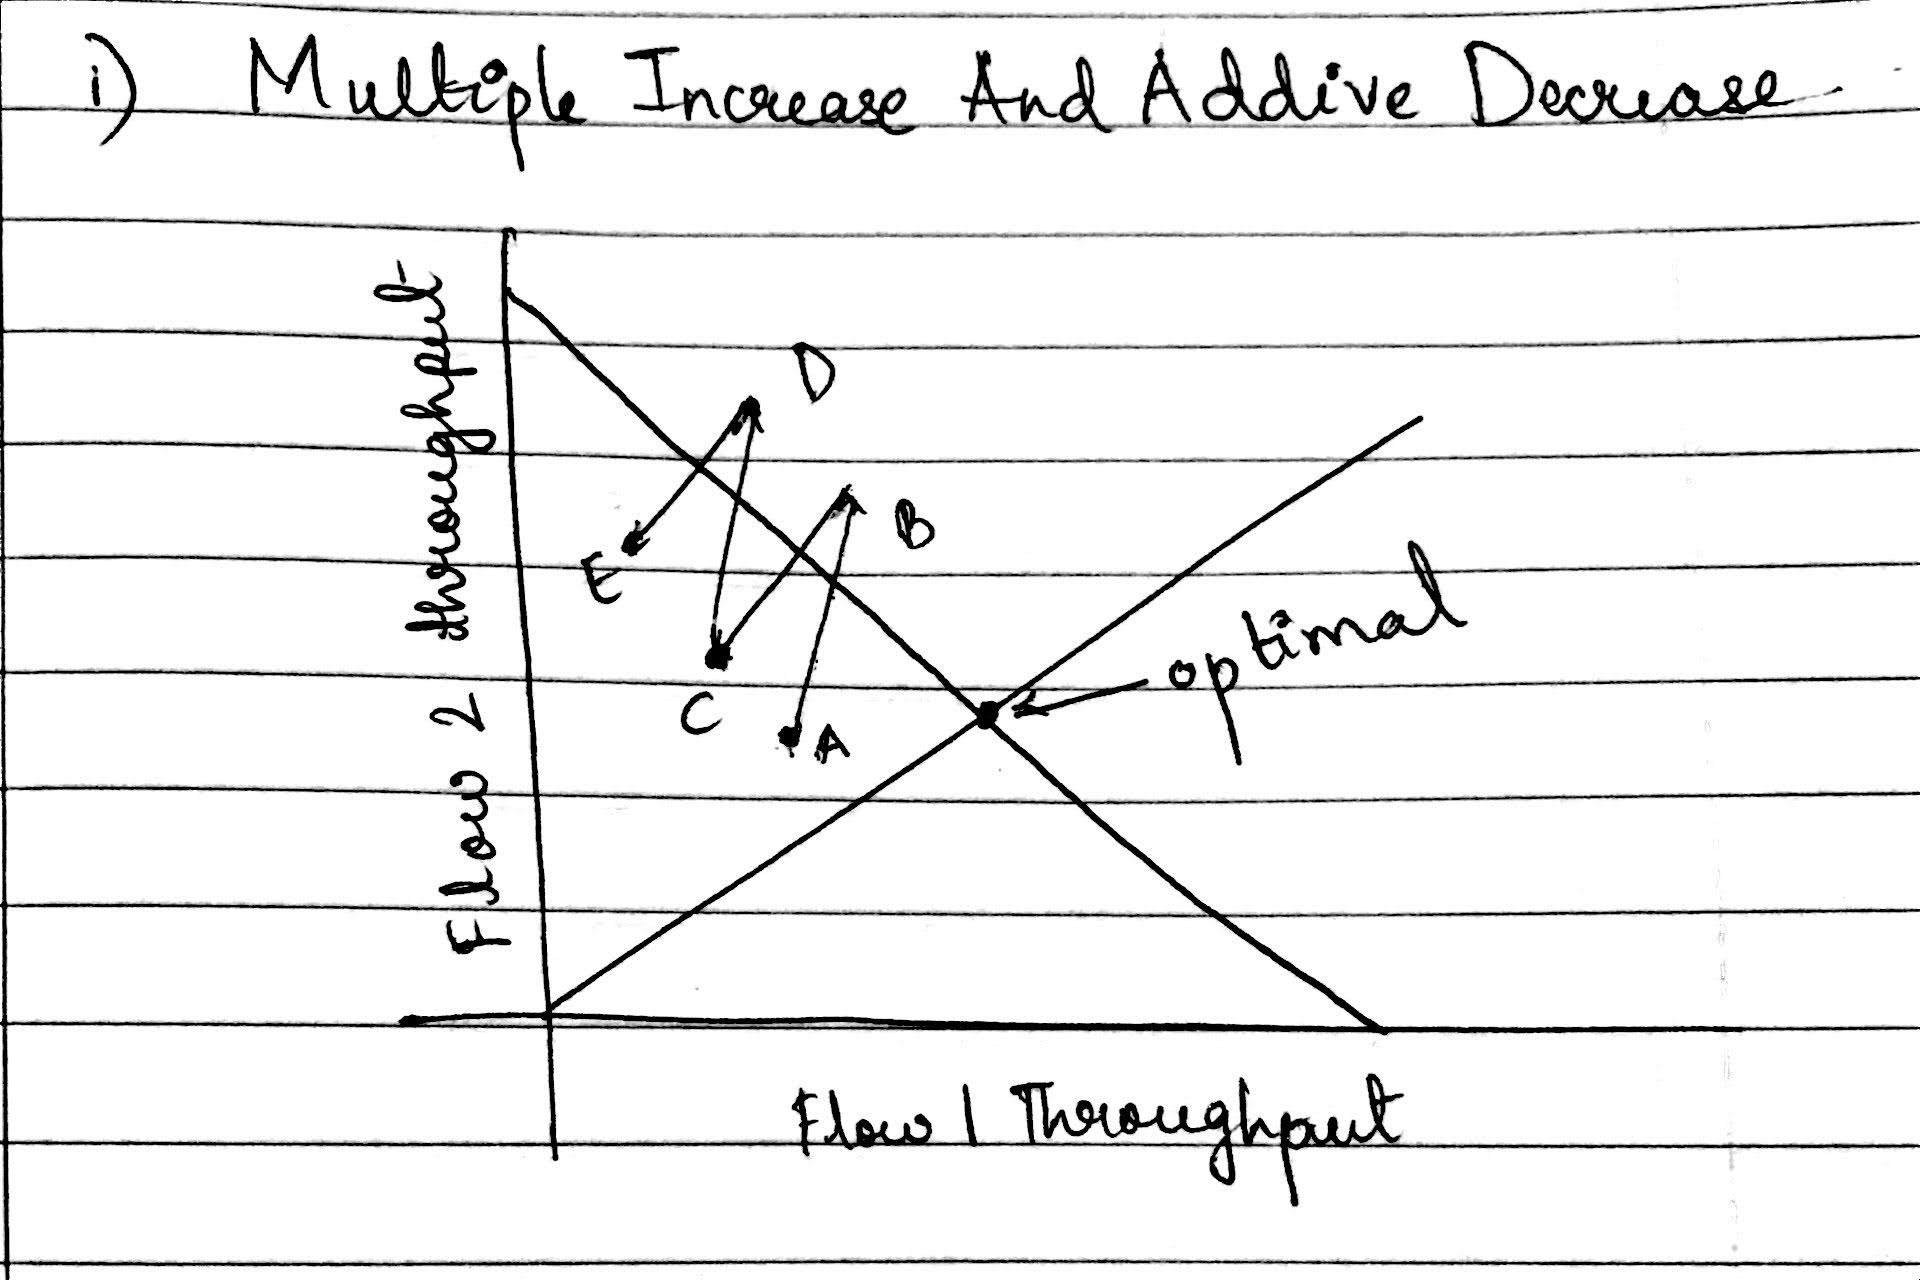 i) Multiple Increase And Addive Decrease
Flow 2 throughput
D
B
E
optimal
C
A
Flow 1 Throughput